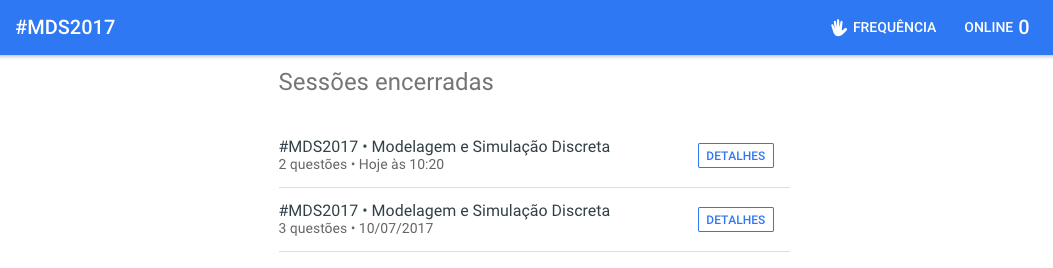 #MDS2017 FREQUÊNCIA ONLINE 0
Sessões encerradas
#MDS2017 • Modelagem e Simulação Discreta
2 questões • Hoje às 10:20
DETALHES
#MDS2017 • Modelagem e Simulação Discreta
3 questões • 10/07/2017
DETALHES